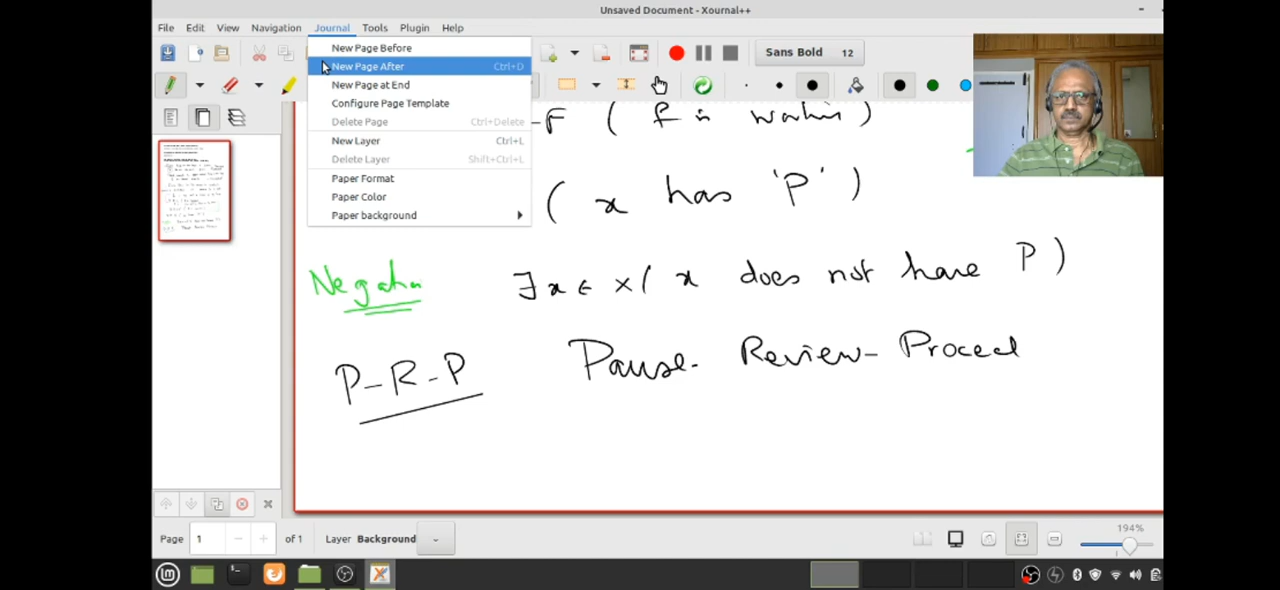 Unsaved Document - Xournal++
File Edit View Navigation Journal Tools Plugin Help
New Page Before
New Page After Ctrl+D
New Page at End
Configure Page Template
Delete Page Ctrl+Delete
New Layer Ctrl+L
Delete Layer Shift+Ctrl+L
Paper Format
Paper Color
Paper background
Sans Bold 12
-F ( f is
( x has 'P' )
Negation ∃x ∈ X ( x does not have P )
P-R-P Pause- Review- Proceed
Page 1 of 1 Layer Background 194%